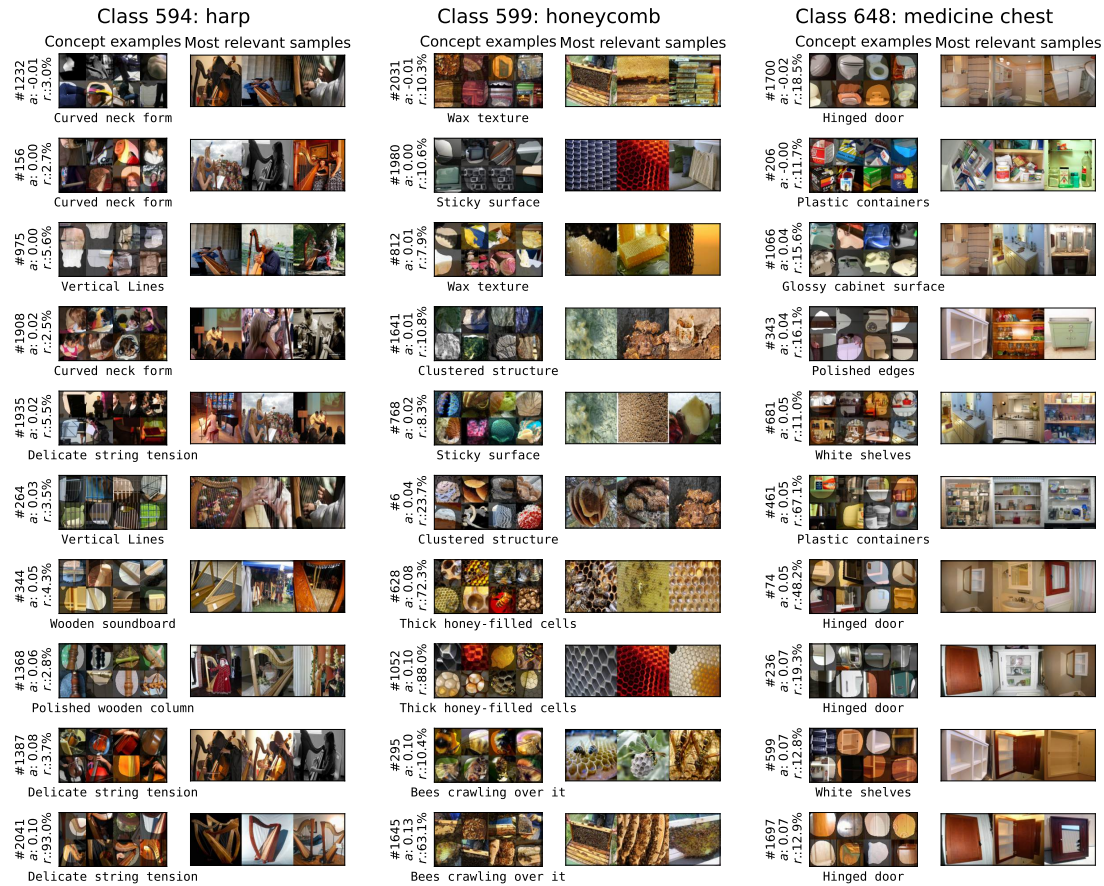 Class 594: harp
Concept examples Most relevant samples
#1232
a: -0.01
r.:3.0%
Curved neck form
#156
a: 0.00
r.:2.7%
Curved neck form
#975
a: 0.00
r.:5.6%
Vertical Lines
#1908
a: 0.02
r.:2.5%
Curved neck form
#1935
a: 0.02
r.:5.5%
Delicate string tension
#264
a: 0.03
r.:3.5%
Vertical Lines
#344
a: 0.05
r.:4.3%
Wooden soundboard
#1368
a: 0.06
r.:2.8%
Polished wooden column
#1387
a: 0.08
r.:3.7%
Delicate string tension
#2041
a: 0.10
r.:93.0%
Delicate string tension
Class 599: honeycomb
Concept examples Most relevant samples
#2031
a: -0.01
r.:10.3%
Wax texture
#1980
a: 0.00
r.:10.6%
Sticky surface
#812
a: 0.01
r.:7.9%
Wax texture
#1641
a: 0.01
r.:10.8%
Clustered structure
#768
a: 0.02
r.:8.3%
Sticky surface
#6
a: 0.04
r.:23.7%
Clustered structure
#628
a: 0.08
r.:72.3%
Thick honey-filled cells
#1052
a: 0.10
r.:88.0%
Thick honey-filled cells
#295
a: 0.10
r.:10.4%
Bees crawling over it
#1645
a: 0.13
r.:63.1%
Bees crawling over it
Class 648: medicine chest
Concept examples Most relevant samples
#1700
a: -0.02
r.:18.5%
Hinged door
#206
a: -0.00
r.:11.7%
Plastic containers
#1066
a: 0.04
r.:15.6%
Glossy cabinet surface
#343
a: 0.04
r.:16.1%
Polished edges
#681
a: 0.05
r.:11.0%
White shelves
#461
a: 0.05
r.:67.1%
Plastic containers
#74
a: 0.07
r.:48.2%
Hinged door
#236
a: 0.07
r.:19.3%
Hinged door
#599
a: 0.07
r.:12.8%
White shelves
#1697
a: 0.07
r.:12.9%
Hinged door